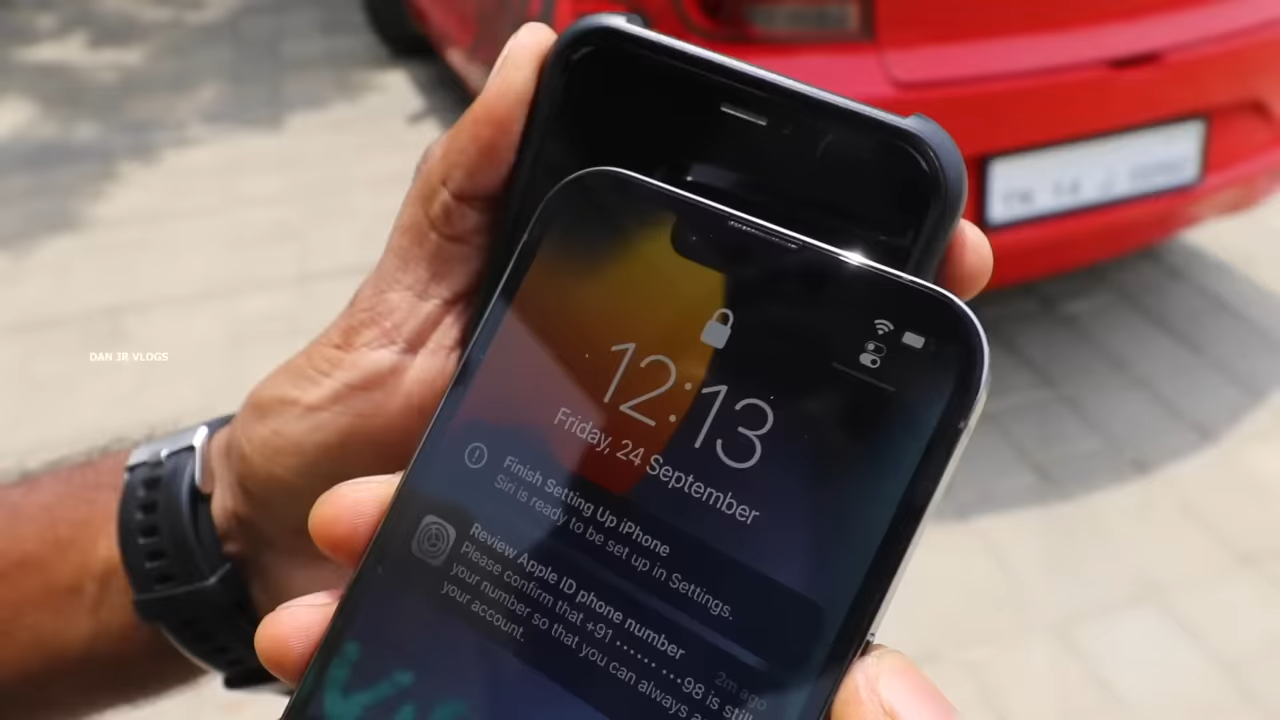 DAN JR VLOGS
12:13
Friday, 24 September
Finish Setting Up iPhone
Siri is ready to be set up in Settings.
Review Apple ID phone number
2m ago
Please confirm that +91 ••••• •••98 is still
your number so that you can always a
your account.